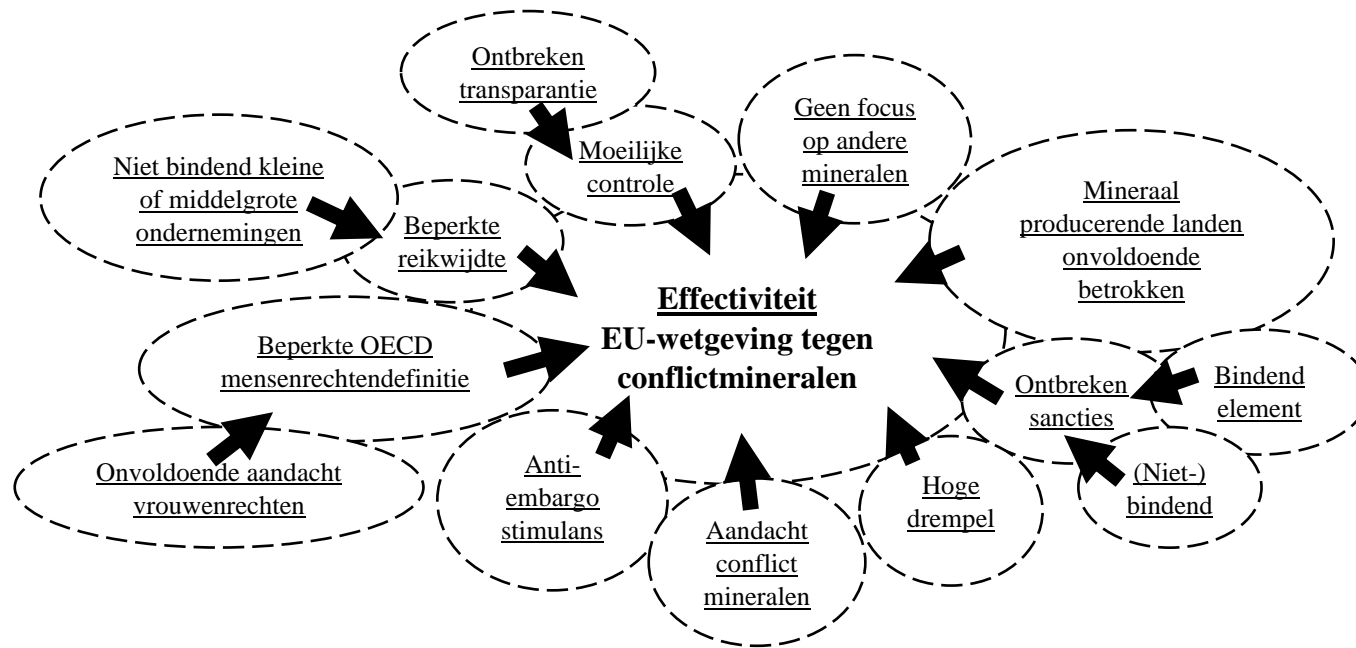 Ontbreken
transparantie
Moeilijke
controle
Geen focus
op andere
mineralen
Niet bindend kleine
of middelgrote
ondernemingen
Beperkte
reikwijdte
Mineraal
producerende landen
onvoldoende
betrokken
Effectiviteit
EU-wetgeving tegen
conflictmineralen
Beperkte OECD
mensenrechtendefinitie
Ontbreken
sancties
Bindend
element
Onvoldoende aandacht
vrouwenrechten
Anti-
embargo
stimulans
Aandacht
conflict
mineralen
Hoge
drempel
(Niet-)
bindend